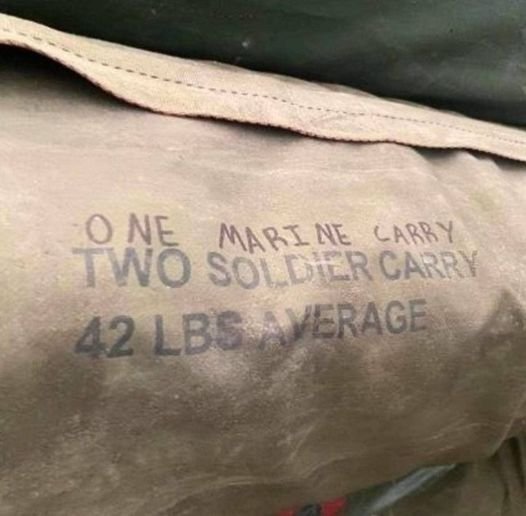 ONE MARINE CARRY
TWO SOLDIER CARRY
42 LBS AVERAGE